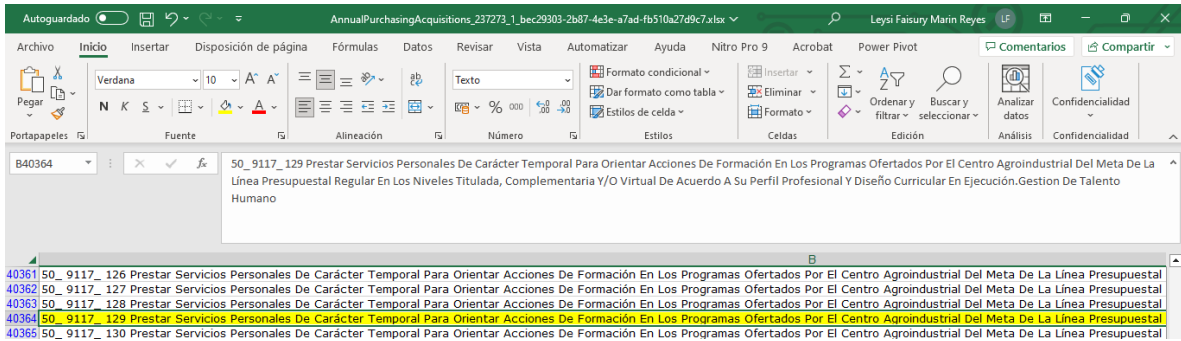 Autoguardado
AnnualPurchasingAcquisitions_237273_1_bec29303-2b87-4e3e-a7ad-fb510a27d9c7.xlsx
Leysi Faisury Marin Reyes
LF
Archivo Inicio Insertar Disposición de página Fórmulas Datos Revisar Vista Automatizar Ayuda Nitro Pro 9 Acrobat Power Pivot Comentarios Compartir
Pegar
Verdana 10 A^ A˅
N K S A
ab
Texto
% 000
Formato condicional
Dar formato como tabla
Estilos de celda
Insertar
Eliminar
Formato
Ordenar y filtrar
Buscar y seleccionar
Analizar datos
Confidencialidad
Portapapeles Fuente Alineación Número Estilos Celdas Edición Análisis Confidencialidad
B40364
fx
50_9117_129 Prestar Servicios Personales De Carácter Temporal Para Orientar Acciones De Formación En Los Programas Ofertados Por El Centro Agroindustrial Del Meta De La
Línea Presupuestal Regular En Los Niveles Titulada, Complementaria Y/O Virtual De Acuerdo A Su Perfil Profesional Y Diseño Curricular En Ejecución.Gestion De Talento
Humano
B
40361 50_ 9117_ 126 Prestar Servicios Personales De Carácter Temporal Para Orientar Acciones De Formación En Los Programas Ofertados Por El Centro Agroindustrial Del Meta De La Línea Presupuestal
40362 50_ 9117_ 127 Prestar Servicios Personales De Carácter Temporal Para Orientar Acciones De Formación En Los Programas Ofertados Por El Centro Agroindustrial Del Meta De La Línea Presupuestal
40363 50_ 9117_ 128 Prestar Servicios Personales De Carácter Temporal Para Orientar Acciones De Formación En Los Programas Ofertados Por El Centro Agroindustrial Del Meta De La Línea Presupuestal
40364 50_ 9117_ 129 Prestar Servicios Personales De Carácter Temporal Para Orientar Acciones De Formación En Los Programas Ofertados Por El Centro Agroindustrial Del Meta De La Línea Presupuestal
40365 50_ 9117_ 130 Prestar Servicios Personales De Carácter Temporal Para Orientar Acciones De Formación En Los Programas Ofertados Por El Centro Agroindustrial Del Meta De La Línea Presupuestal